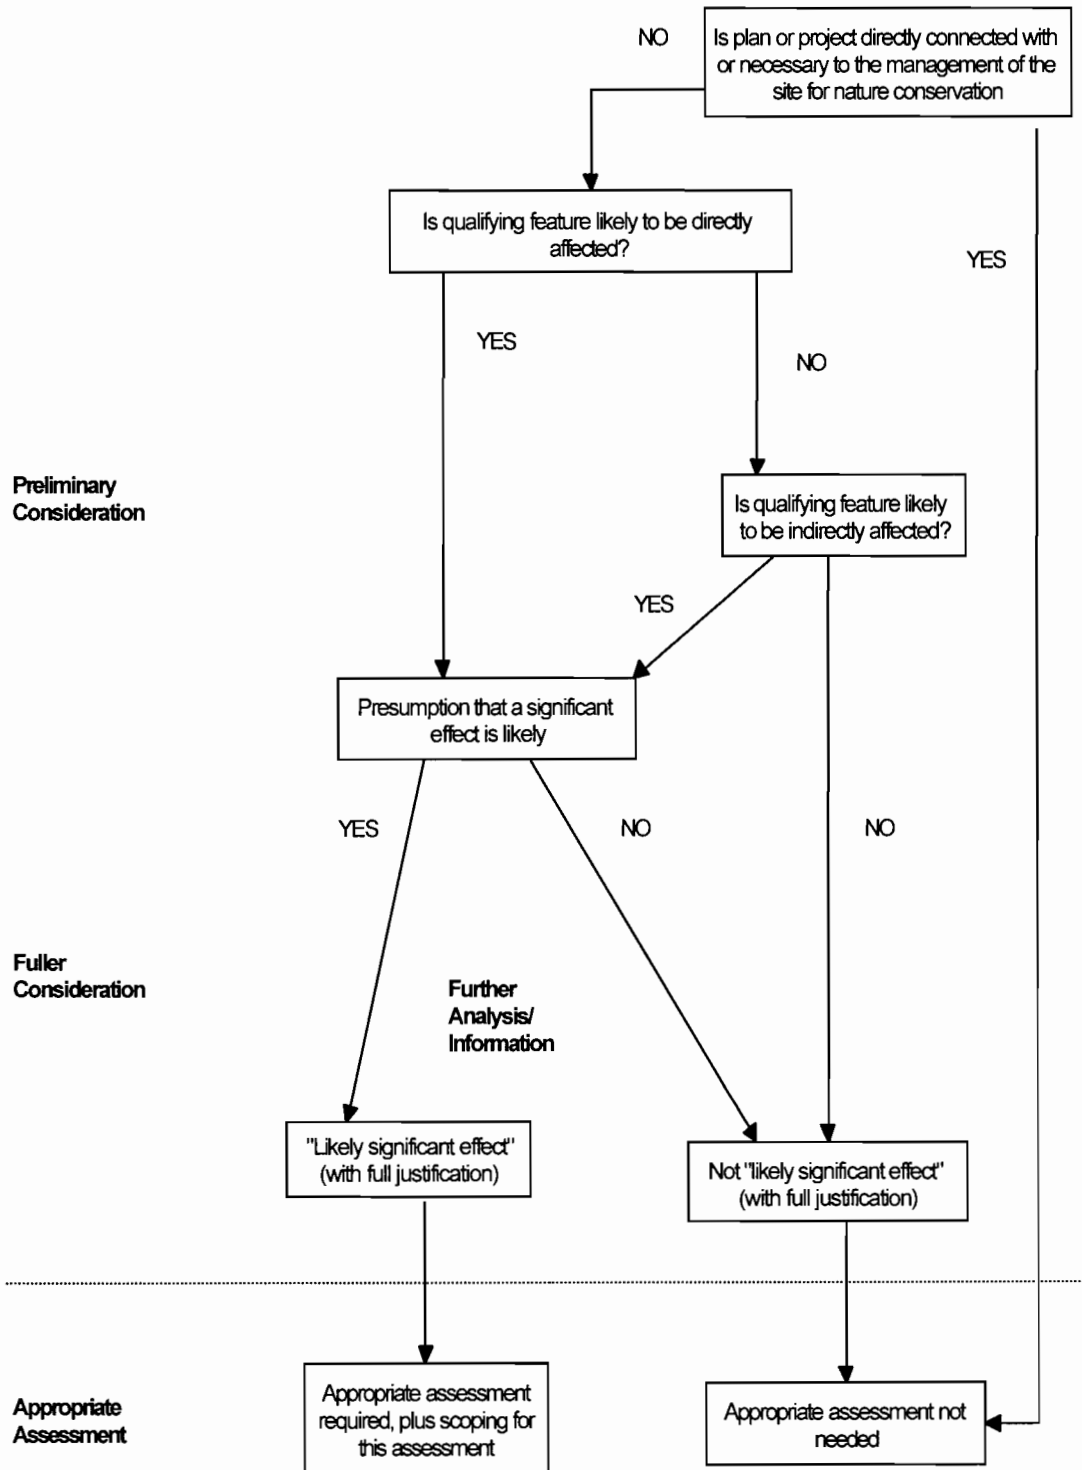 NO
Is plan or project directly connected with
or necessary to the management of the
site for nature conservation
Is qualifying feature likely to be directly
affected?
YES
YES
NO
Preliminary
Consideration
Is qualifying feature likely
to be indirectly affected?
YES
Presumption that a significant
effect is likely
YES
NO
NO
Fuller
Consideration
Further
Analysis/
Information
"Likely significant effect"
(with full justification)
Not "likely significant effect"
(with full justification)
Appropriate
Assessment
Appropriate assessment
required, plus scoping for
this assessment
Appropriate assessment not
needed